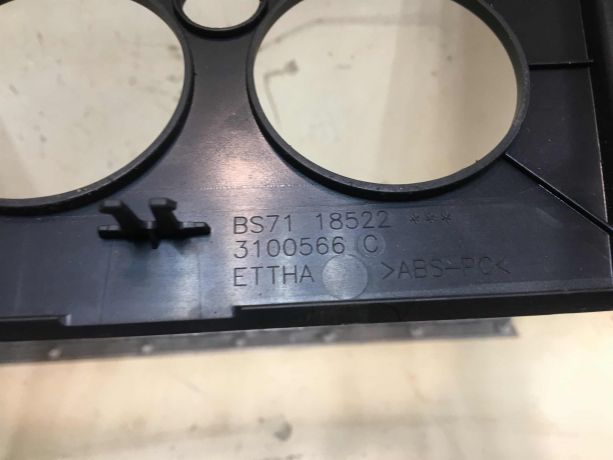 BS71 18522 ***
3100566 C
ETTHA >ABS-PC<